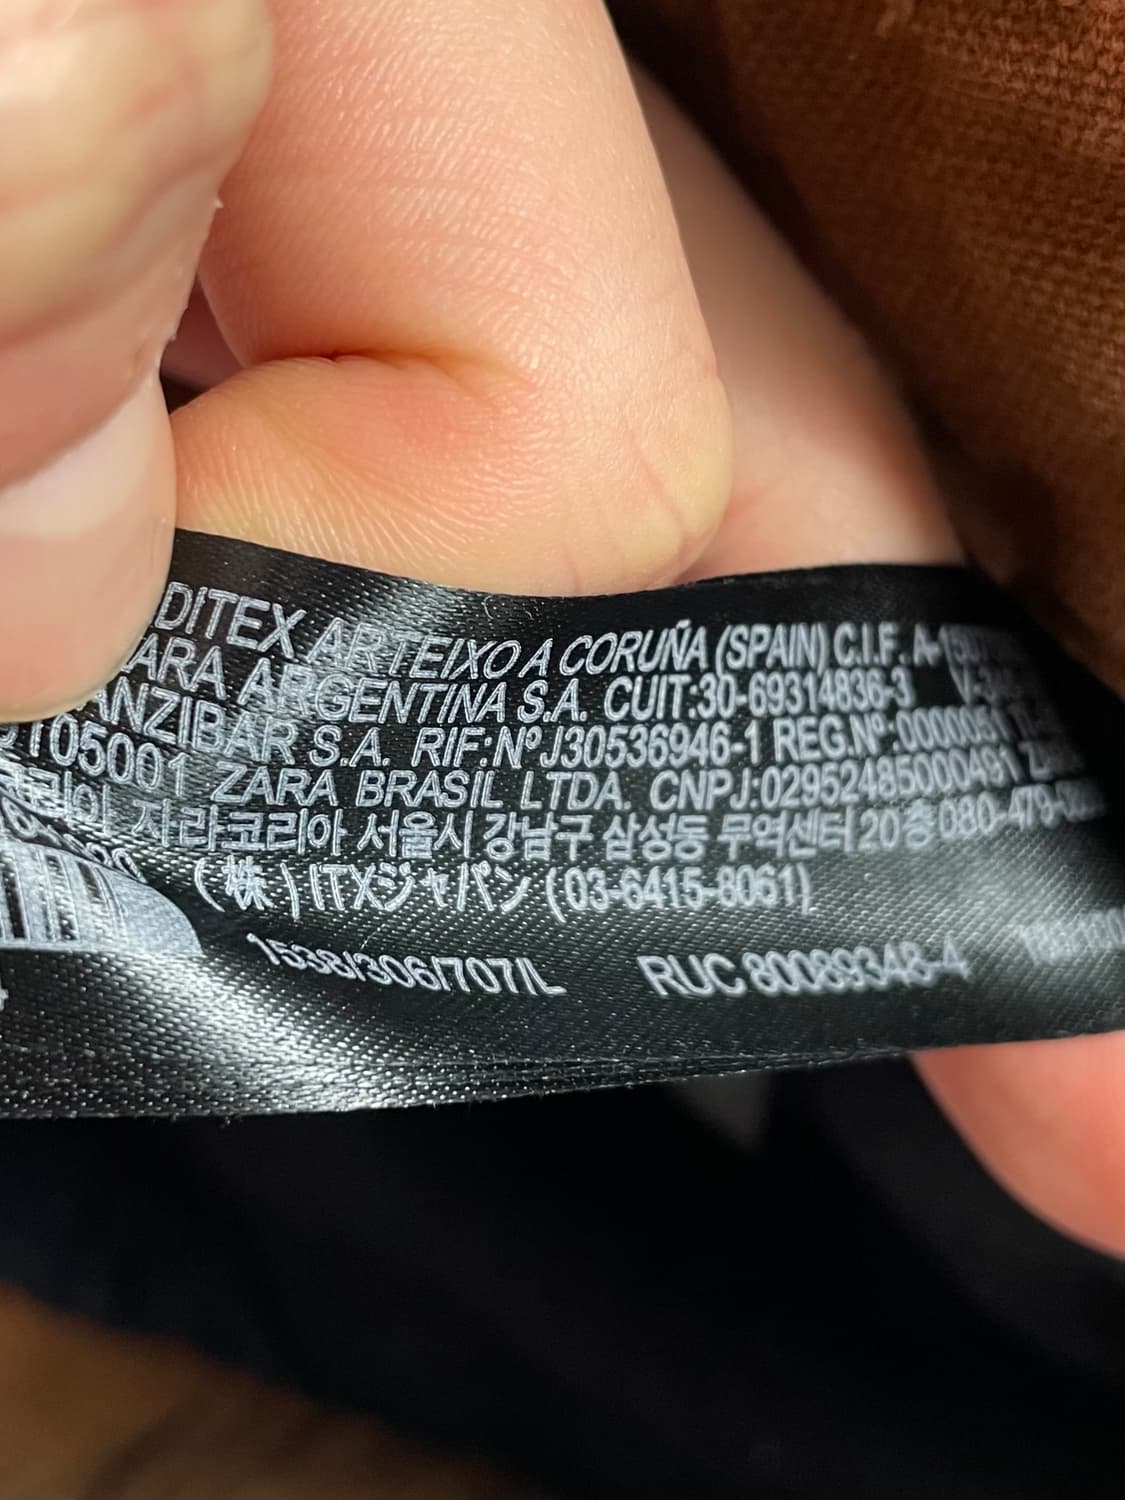 DITEX ARTEIXO A CORUÑA (SPAIN) C.I.F.
ARA ARGENTINA S.A. CUIT:30-69314836-3
ANZIBAR S.A. RIF:Nº J30536946-1 REG.Nº:
105001 ZARA BRASIL LTDA. CNPJ:02952485000491
자라코리아 서울시 강남구 삼성동 무역센터 20층
(株) ITXジャパン (03-6415-8061)
1538/306/707/L RUC 80089348-4